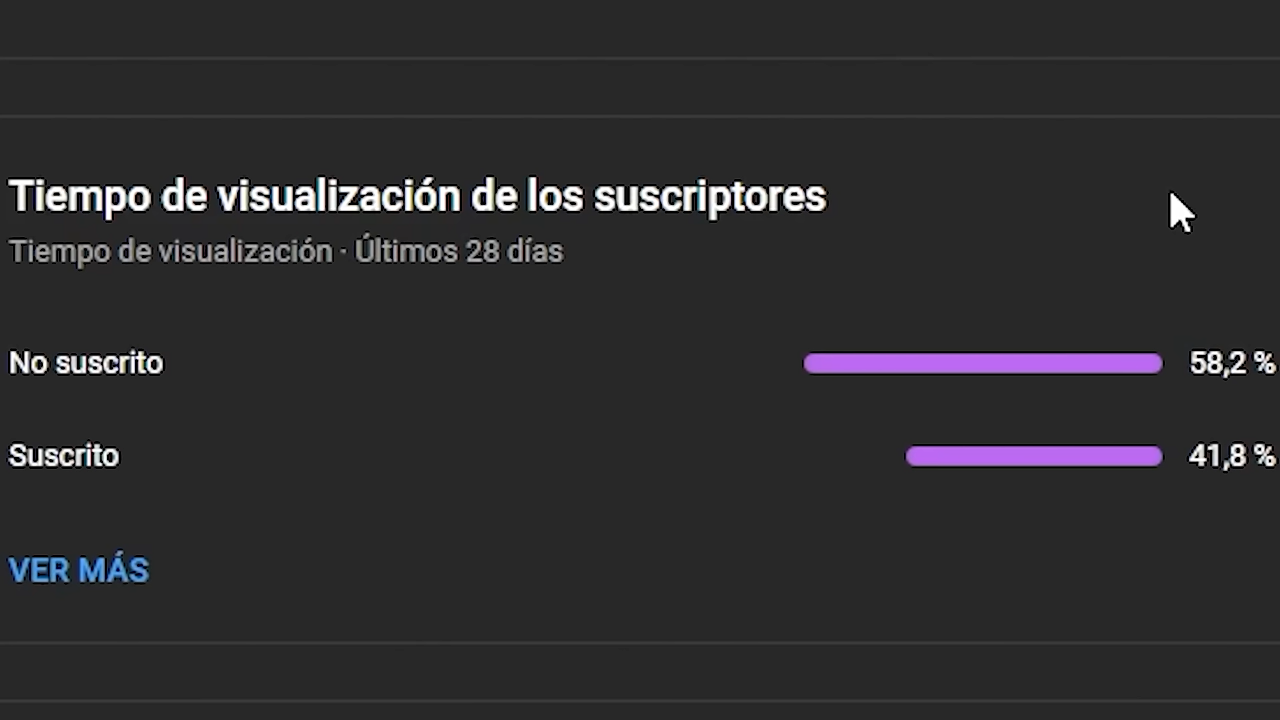 Tiempo de visualización de los suscriptores
Tiempo de visualización · Últimos 28 días
No suscrito 58,2 %
Suscrito 41,8 %
VER MÁS